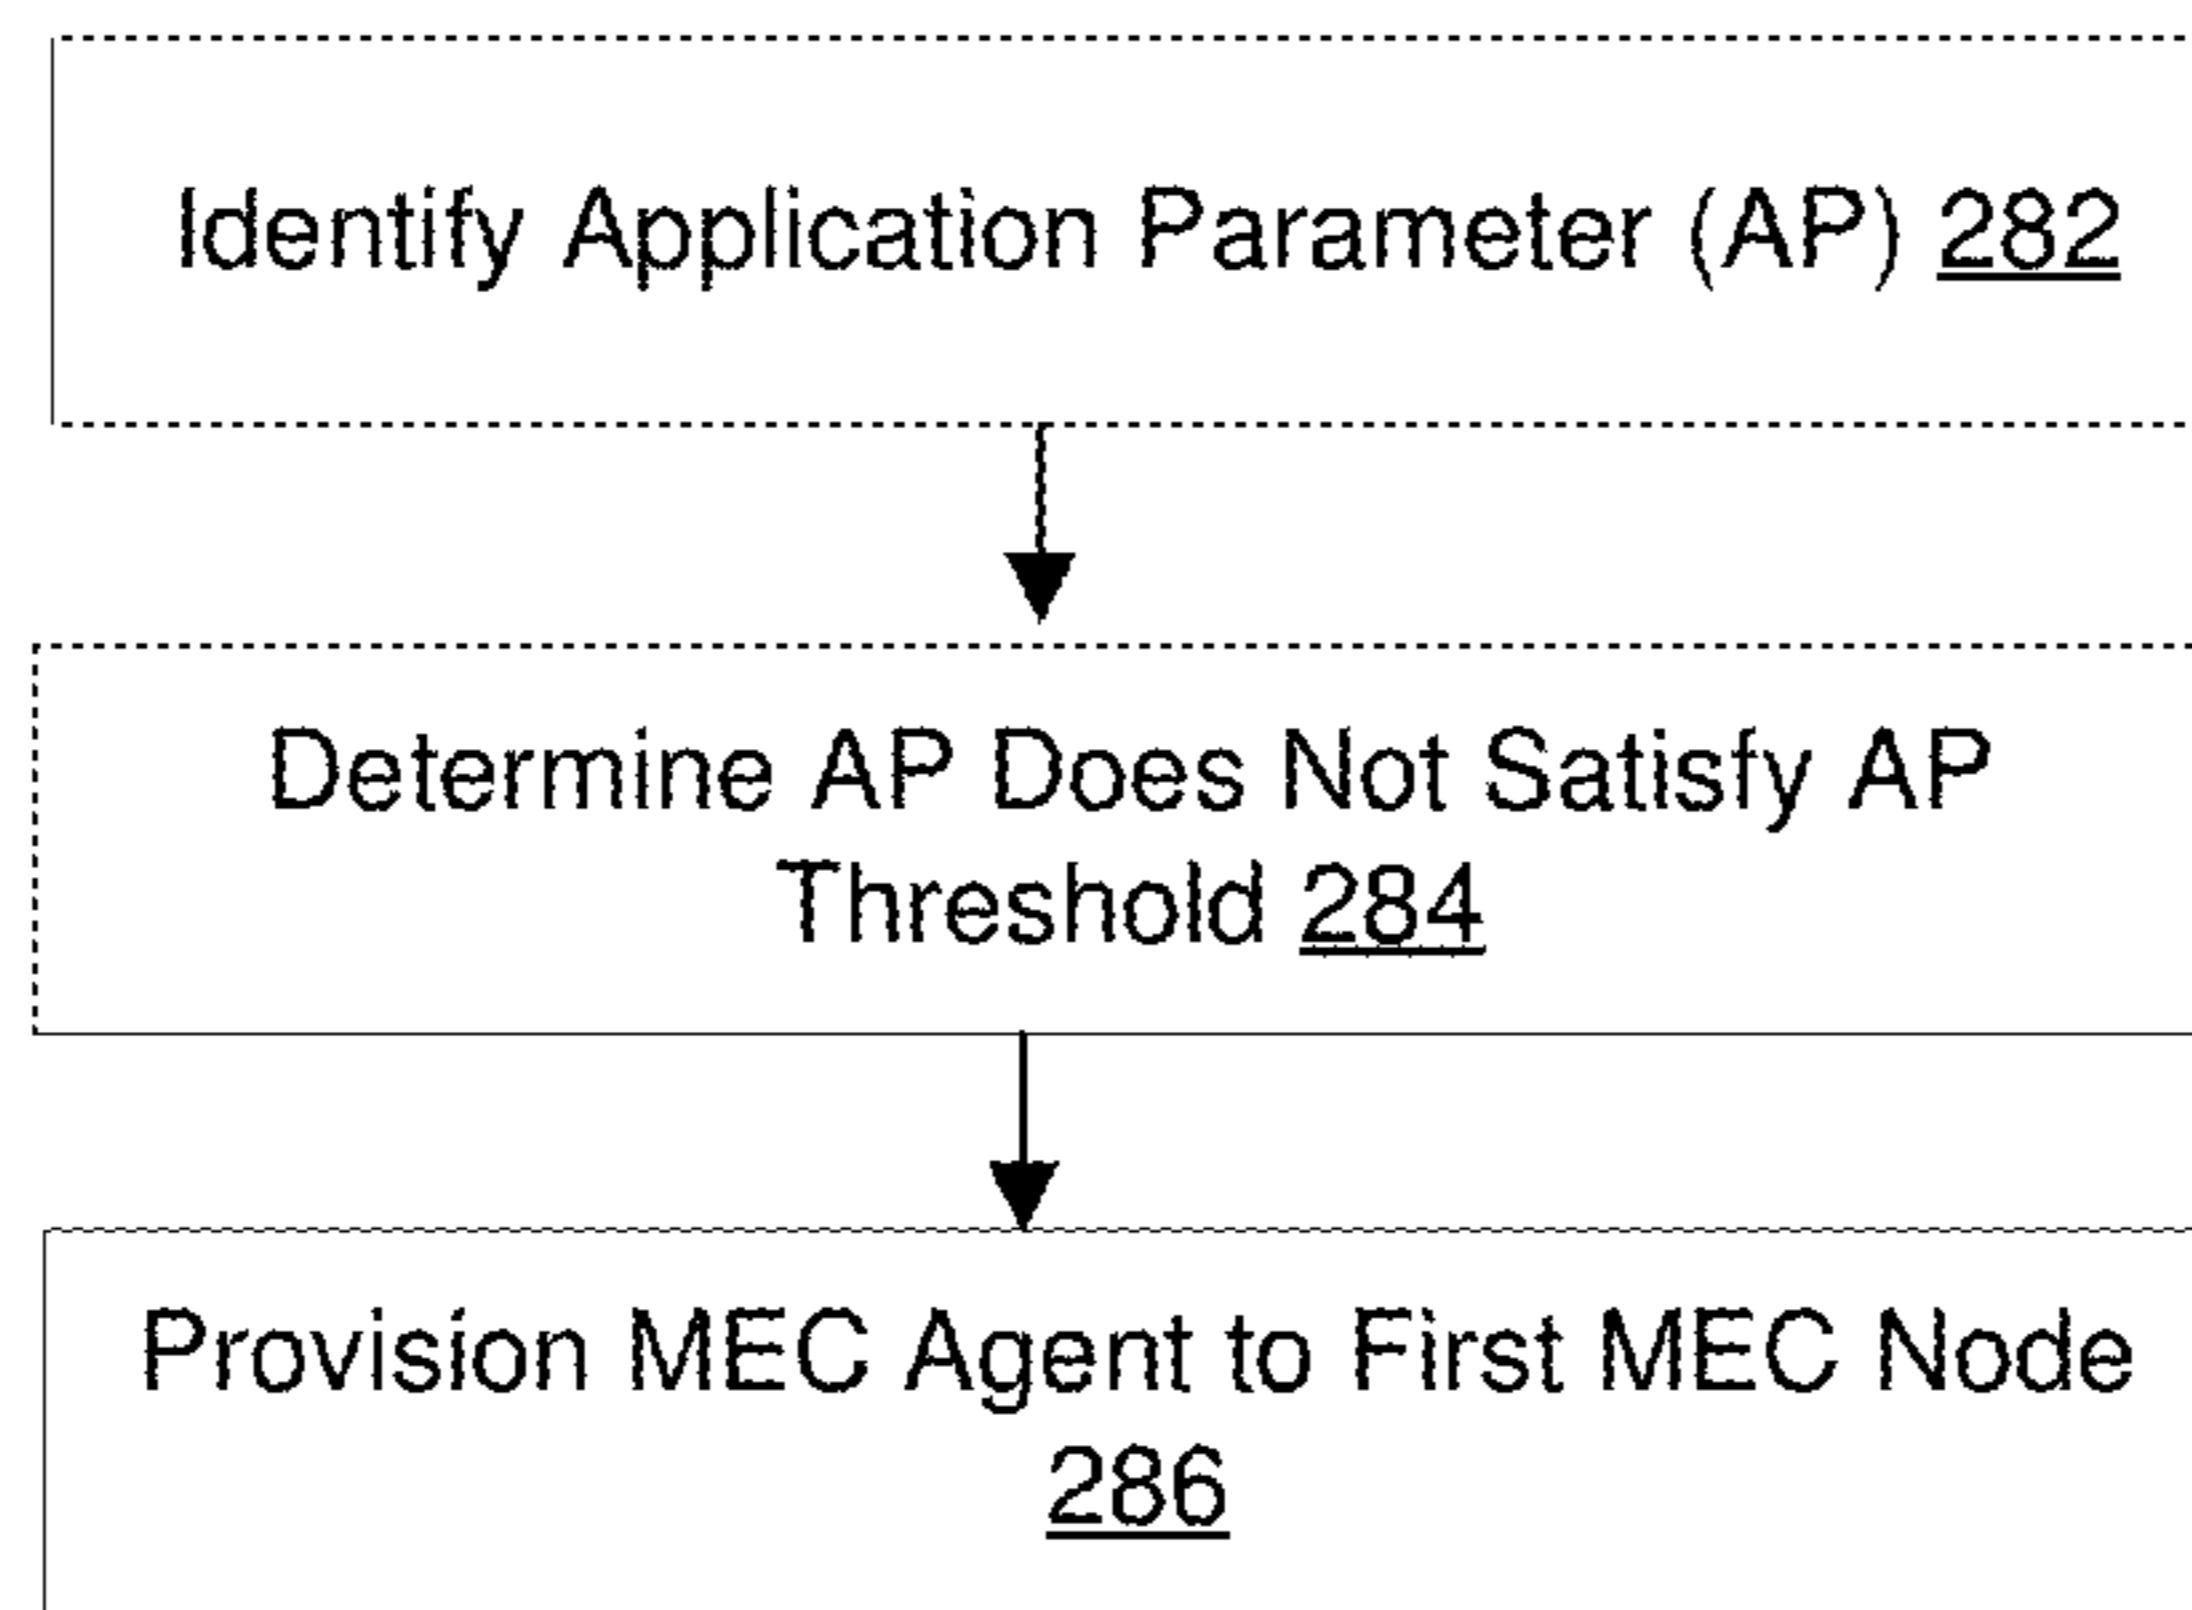 Identify Application Parameter (AP) 282
Determine AP Does Not Satisfy AP
Threshold 284
Provision MEC Agent to First MEC Node
286